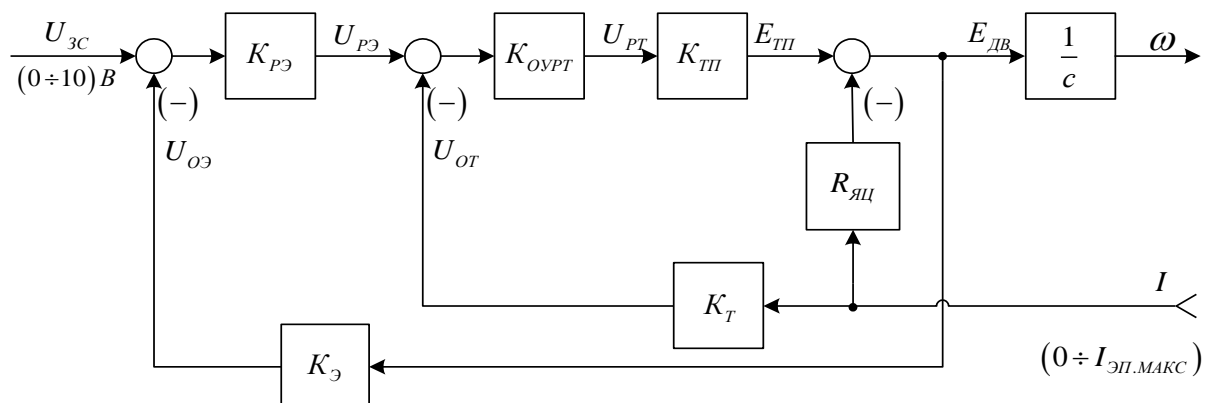 U_ЗС
(0÷10)В
K_РЭ
U_РЭ
K_ОУРТ
U_РТ
K_ТП
E_ТП
E_ДВ
1/c
ω
(−)
(−)
(−)
U_ОЭ
U_ОТ
R_ЯЦ
K_Т
I
(0÷I_ЭП.МАКС)
K_Э